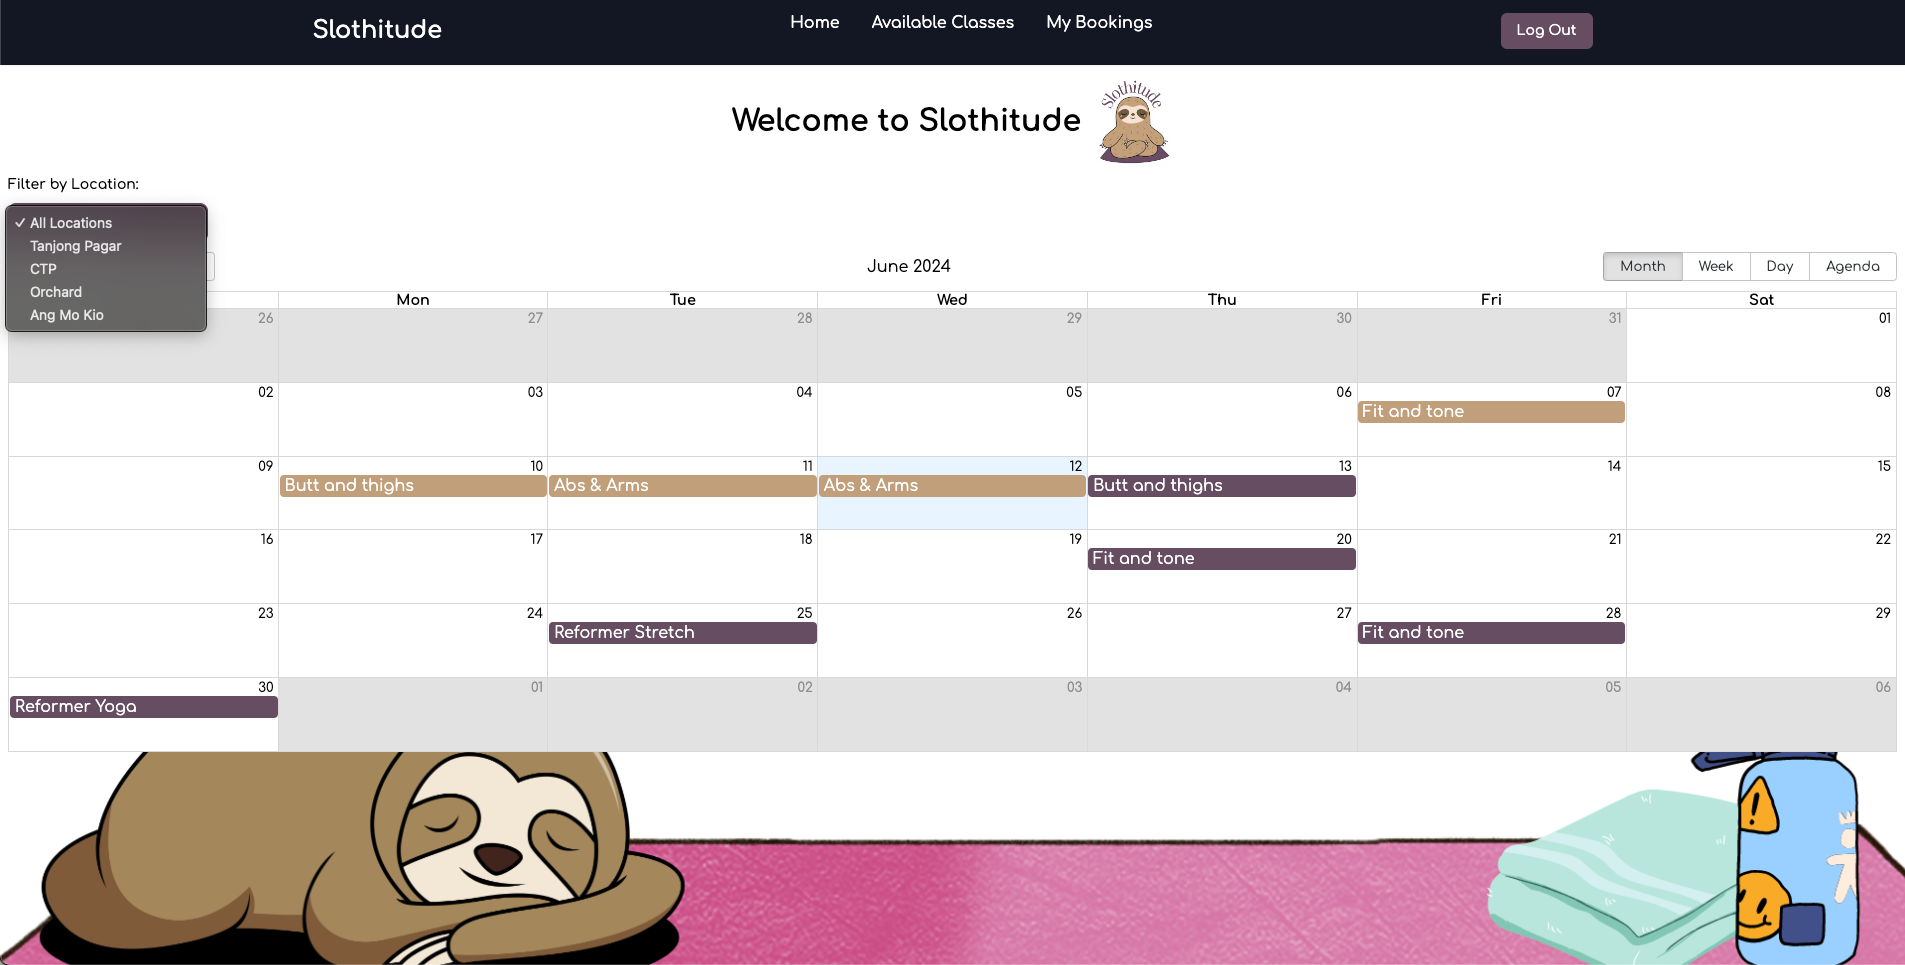 Slothitude Home Available Classes My Bookings Log Out
Welcome to Slothitude
Slothitude
Filter by Location:
✓ All Locations
Tanjong Pagar
CTP
Orchard
Ang Mo Kio
June 2024
Month Week Day Agenda
Mon Tue Wed Thu Fri Sat
26 27 28 29 30 31 01
02 03 04 05 06 07 08
Fit and tone
09 10 11 12 13 14 15
Butt and thighs Abs & Arms Abs & Arms Butt and thighs
16 17 18 19 20 21 22
Fit and tone
23 24 25 26 27 28 29
Reformer Stretch Fit and tone
30 01 02 03 04 05 06
Reformer Yoga
!